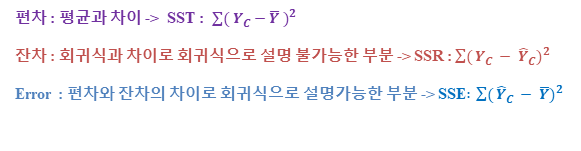 편차 : 평균과 차이 -> SST : ∑(Y_C − Ȳ)²
잔차 : 회귀식과 차이로 회귀식으로 설명 불가능한 부분 -> SSR : ∑(Y_C − Ŷ_C)²
Error : 편차와 잔차의 차이로 회귀식으로 설명가능한 부분 -> SSE: ∑(Ŷ_C − Ȳ)²